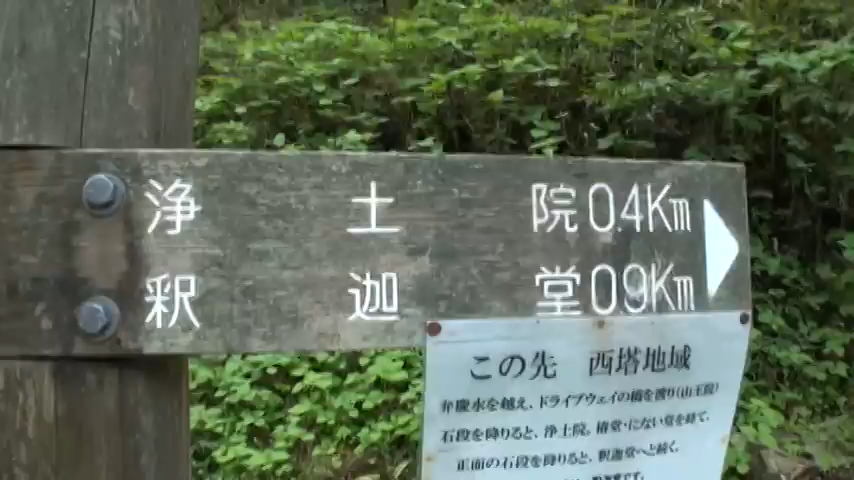 浄土院 0.4Km
釈迦堂 0.9Km
この先 西塔地域
弁慶水を越え、ドライブウェイの橋を渡り(山王院)
石段を降りると、浄土院。椿堂・にない堂を経て、
正面の石段を降りると、釈迦堂へと続く。